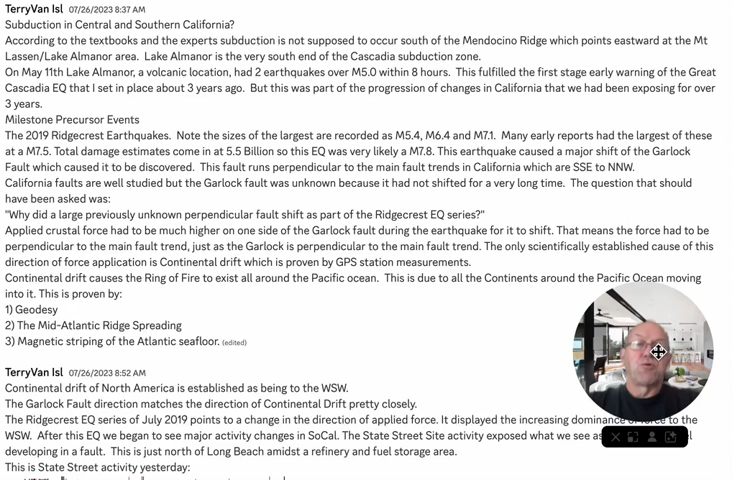 TerryVan Isl 07/26/2023 8:37 AM
Subduction in Central and Southern California?
According to the textbooks and the experts subduction is not supposed to occur south of the Mendocino Ridge which points eastward at the Mt
Lassen/Lake Almanor area. Lake Almanor is the very south end of the Cascadia subduction zone.
On May 11th Lake Almanor, a volcanic location, had 2 earthquakes over M5.0 within 8 hours. This fulfilled the first stage early warning of the Great
Cascadia EQ that I set in place about 3 years ago. But this was part of the progression of changes in California that we had been exposing for over
3 years.
Milestone Precursor Events
The 2019 Ridgecrest Earthquakes. Note the sizes of the largest are recorded as M5.4, M6.4 and M7.1. Many early reports had the largest of these
at a M7.5. Total damage estimates come in at 5.5 Billion so this EQ was very likely a M7.8. This earthquake caused a major shift of the Garlock
Fault which caused it to be discovered. This fault runs perpendicular to the main fault trends in California which are SSE to NNW.
California faults are well studied but the Garlock fault was unknown because it had not shifted for a very long time. The question that should
have been asked was:
"Why did a large previously unknown perpendicular fault shift as part of the Ridgecrest EQ series?"
Applied crustal force had to be much higher on one side of the Garlock fault during the earthquake for it to shift. That means the force had to be
perpendicular to the main fault trend, just as the Garlock is perpendicular to the main fault trend. The only scientifically established cause of this
direction of force application is Continental drift which is proven by GPS station measurements.
Continental drift causes the Ring of Fire to exist all around the Pacific ocean. This is due to all the Continents around the Pacific Ocean moving
into it. This is proven by:
1) Geodesy
2) The Mid-Atlantic Ridge Spreading
3) Magnetic striping of the Atlantic seafloor. (edited)
TerryVan Isl 07/26/2023 8:52 AM
Continental drift of North America is established as being to the WSW.
The Garlock Fault direction matches the direction of Continental Drift pretty closely.
The Ridgecrest EQ series of July 2019 points to a change in the direction of applied force. It displayed the increasing dominance of force to the
WSW. After this EQ we began to see major activity changes in SoCal. The State Street Site activity exposed what we see as
developing in a fault. This is just north of Long Beach amidst a refinery and fuel storage area.
This is State Street activity yesterday: